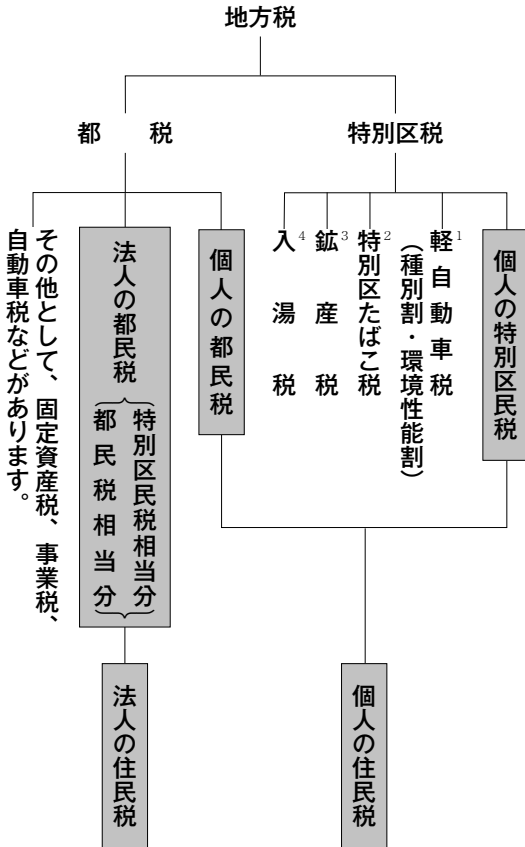 地方税
特別区税
都税
個人の特別区民税
軽自動車税1
(種別割・環境性能割)
特別区たばこ税2
鉱産税3
入湯税4
個人の都民税
法人の都民税
特別区民税相当分
都民税相当分
その他として、固定資産税、事業税、
自動車税などがあります。
個人の住民税
法人の住民税